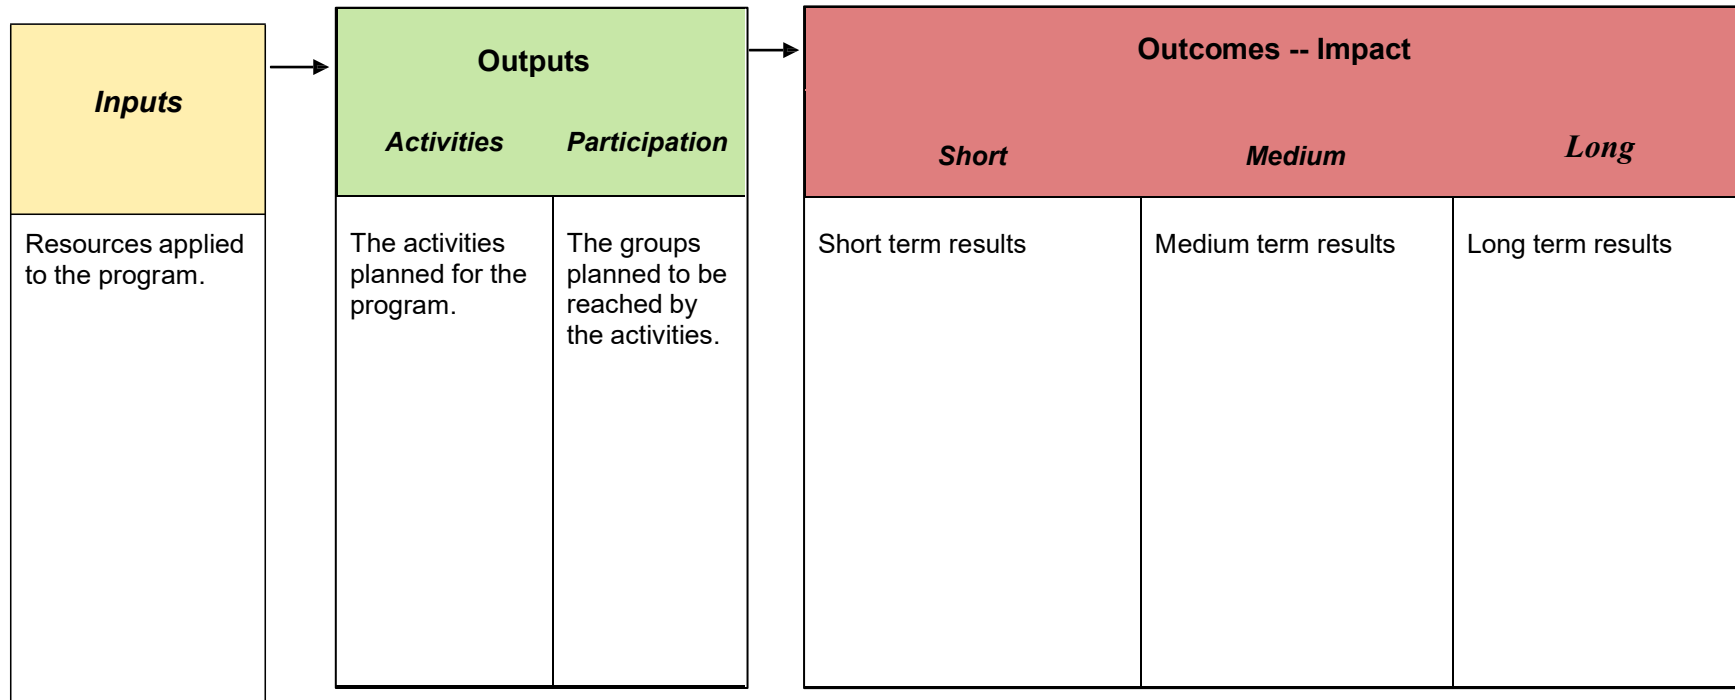 Inputs
Resources applied
to the program.
Outputs
Activities
Participation
The activities
planned for the
program.
The groups
planned to be
reached by
the activities.
Outcomes -- Impact
Short
Medium
Long
Short term results
Medium term results
Long term results